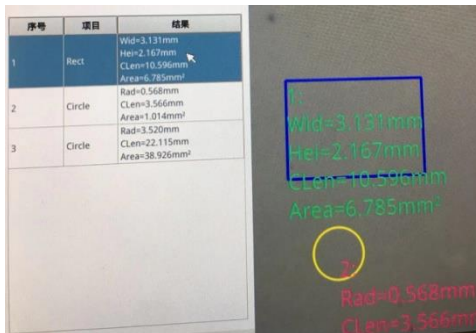 序号 项目 结果
1 Rect Wid=3.131mm
Hei=2.167mm
CLen=10.596mm
Area=6.785mm²
2 Circle Rad=0.568mm
CLen=3.566mm
Area=1.014mm²
3 Circle Rad=3.520mm
CLen=22.115mm
Area=38.926mm²
1:
Wid=3.131mm
Hei=2.167mm
CLen=10.596mm
Area=6.785mm²
2:
Rad=0.568mm
CLen=3.566mm